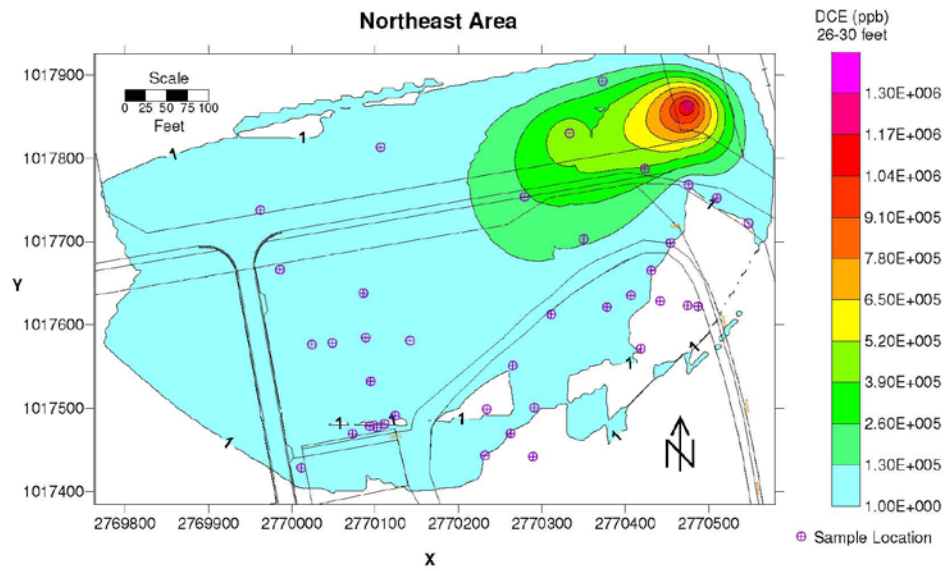 Northeast Area
DCE (ppb)
26-30 feet
1.30E+006
1.17E+006
1.04E+006
9.10E+005
7.80E+005
6.50E+005
5.20E+005
3.90E+005
2.60E+005
1.30E+005
1.00E+000
Sample Location
Scale
0 25 50 75 100
Feet
1017900
1017800
1017700
1017600
1017500
1017400
Y
1
1
1
1
1
1
1
1
1
1
N
2769800 2769900 2770000 2770100 2770200 2770300 2770400 2770500
X